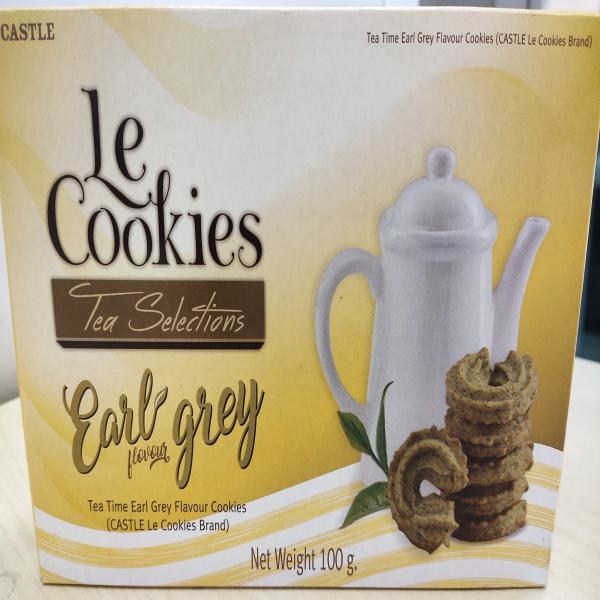 CASTLE
Tea Time Earl Grey Flavour Cookies (CASTLE Le Cookies Brand)
Le
Cookies
Tea Selections
Earl grey
flavour
Tea Time Earl Grey Flavour Cookies
(CASTLE Le Cookies Brand)
Net Weight 100 g.